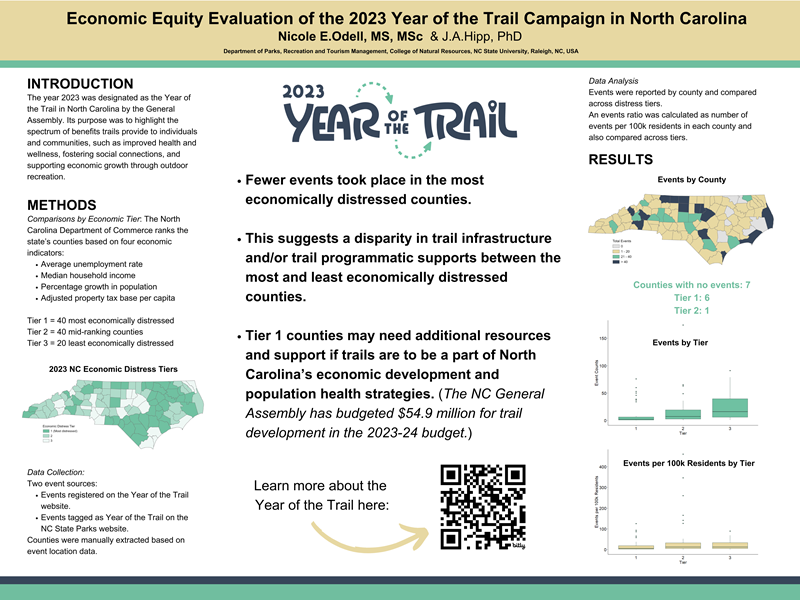 Economic Equity Evaluation of the 2023 Year of the Trail Campaign in North Carolina
Nicole E.Odell, MS, MSc & J.A.Hipp, PhD
Department of Parks, Recreation and Tourism Management, College of Natural Resources, NC State University, Raleigh, NC, USA
INTRODUCTION
The year 2023 was designated as the Year of
the Trail in North Carolina by the General
Assembly. Its purpose was to highlight the
spectrum of benefits trails provide to individuals
and communities, such as improved health and
wellness, fostering social connections, and
supporting economic growth through outdoor
recreation.
METHODS
Comparisons by Economic Tier: The North
Carolina Department of Commerce ranks the
state's counties based on four economic
indicators:
• Average unemployment rate
• Median household income
• Percentage growth in population
• Adjusted property tax base per capita
Tier 1 = 40 most economically distressed
Tier 2 = 40 mid-ranking counties
Tier 3 = 20 least economically distressed
2023 NC Economic Distress Tiers
Economic Distress Tier
1 (Most distressed)
2
3
Data Collection:
Two event sources:
• Events registered on the Year of the Trail
website.
• Events tagged as Year of the Trail on the
NC State Parks website.
Counties were manually extracted based on
event location data.
2023
YEAR OF THE TRAIL
• Fewer events took place in the most
economically distressed counties.
• This suggests a disparity in trail infrastructure
and/or trail programmatic supports between the
most and least economically distressed
counties.
• Tier 1 counties may need additional resources
and support if trails are to be a part of North
Carolina's economic development and
population health strategies. (The NC General
Assembly has budgeted $54.9 million for trail
development in the 2023-24 budget.)
Learn more about the
Year of the Trail here:
bitly
Data Analysis
Events were reported by county and compared
across distress tiers.
An events ratio was calculated as number of
events per 100k residents in each county and
also compared across tiers.
RESULTS
Events by County
Total Events
0
1 - 20
21 - 40
> 40
Counties with no events: 7
Tier 1: 6
Tier 2: 1
Events by Tier
Event Counts
150
100
50
0
1 2 3
Tier
Events per 100k Residents by Tier
Events per 100k Residents
400
300
200
100
0
1 2 3
Tier